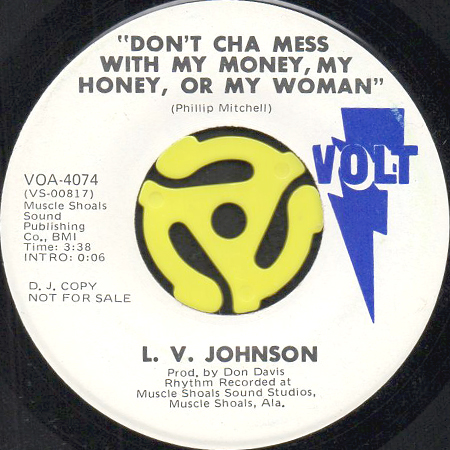 "DON'T CHA MESS
WITH MY MONEY, MY
HONEY, OR MY WOMAN"
(Phillip Mitchell)
VOLT
VOA-4074
(VS-00817)
Muscle Shoals
Sound
Publishing
Co., BMI
Time: 3:38
INTRO: 0:06
D. J. COPY
NOT FOR SALE
L. V. JOHNSON
Prod. by Don Davis
Rhythm Recorded at
Muscle Shoals Sound Studios,
Muscle Shoals, Ala.